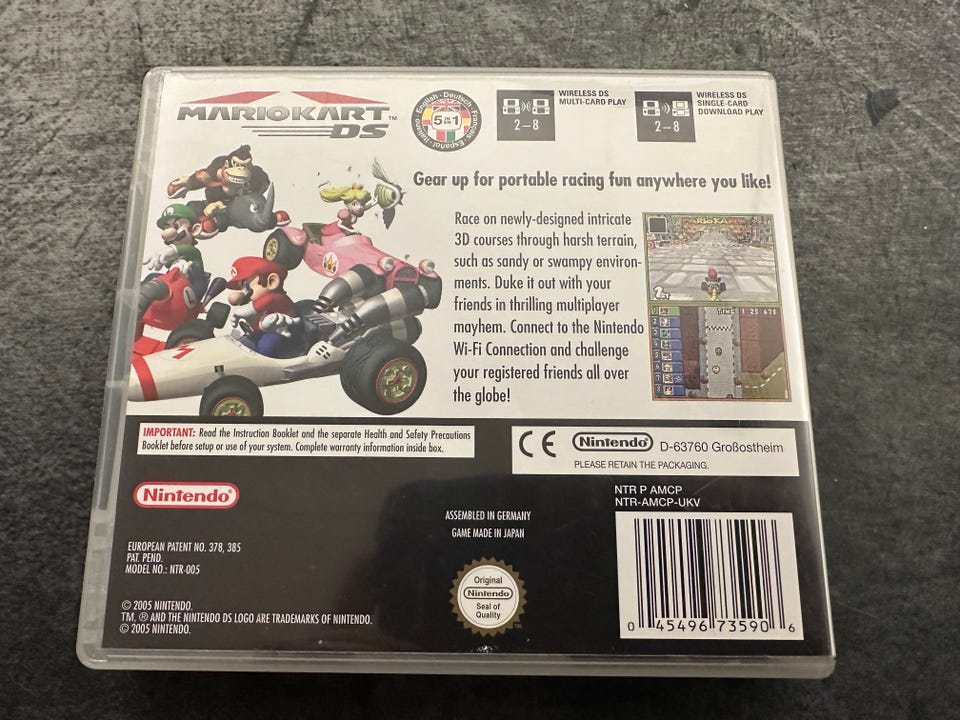 MARIOKART™
DS
English · Deutsch · Français · Español · Italiano
5 IN 1
WIRELESS DS
MULTI-CARD PLAY
2–8
WIRELESS DS
SINGLE-CARD
DOWNLOAD PLAY
2–8
Gear up for portable racing fun anywhere you like!
Race on newly-designed intricate
3D courses through harsh terrain,
such as sandy or swampy environ-
ments. Duke it out with your
friends in thrilling multiplayer
mayhem. Connect to the Nintendo
Wi-Fi Connection and challenge
your registered friends all over
the globe!
M
TIME
IMPORTANT: Read the Instruction Booklet and the separate Health and Safety Precautions
Booklet before setup or use of your system. Complete warranty information inside box.
CE Nintendo® D-63760 Großostheim
PLEASE RETAIN THE PACKAGING.
Nintendo®
NTR P AMCP
NTR-AMCP-UKV
ASSEMBLED IN GERMANY
GAME MADE IN JAPAN
EUROPEAN PATENT NO. 378, 385
PAT. PEND.
MODEL NO.: NTR-005
Original
Nintendo
Seal of
Quality
© 2005 NINTENDO.
TM, ® AND THE NINTENDO DS LOGO ARE TRADEMARKS OF NINTENDO.
© 2005 NINTENDO.
0 45496 73590 6